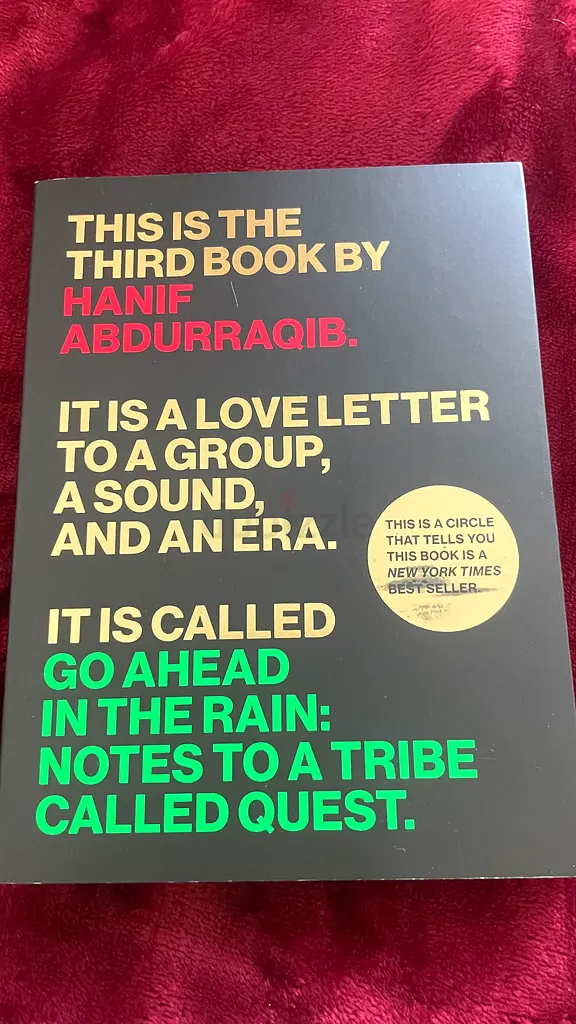 THIS IS THE
THIRD BOOK BY
HANIF
ABDURRAQIB.
IT IS A LOVE LETTER
TO A GROUP,
A SOUND,
AND AN ERA.
THIS IS A CIRCLE
THAT TELLS YOU
THIS BOOK IS A
NEW YORK TIMES
BEST SELLER.
IT IS CALLED
GO AHEAD
IN THE RAIN:
NOTES TO A TRIBE
CALLED QUEST.